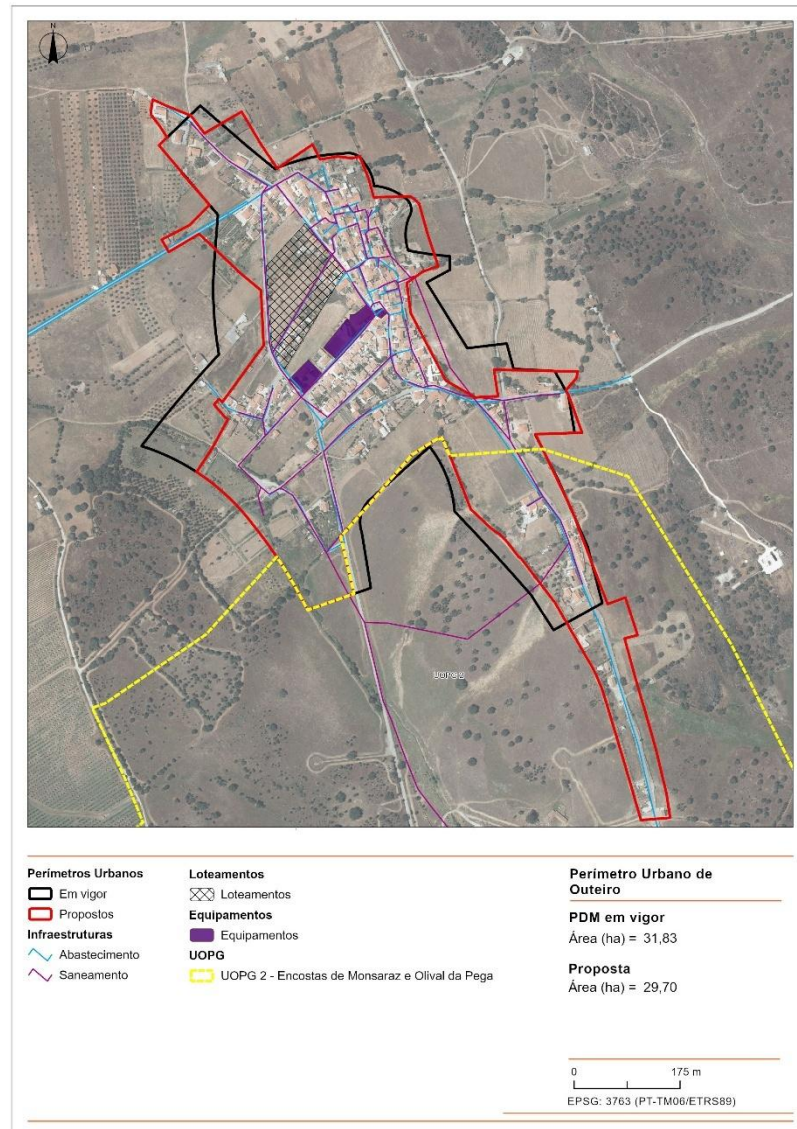 N
UOPG 2
Perímetros Urbanos
Em vigor
Propostos
Infraestruturas
Abastecimento
Saneamento
Loteamentos
Loteamentos
Equipamentos
Equipamentos
UOPG
UOPG 2 - Encostas de Monsaraz e Olival da Pega
Perímetro Urbano de
Outeiro
PDM em vigor
Área (ha) = 31,83
Proposta
Área (ha) = 29,70
0 175 m
EPSG: 3763 (PT-TM06/ETRS89)